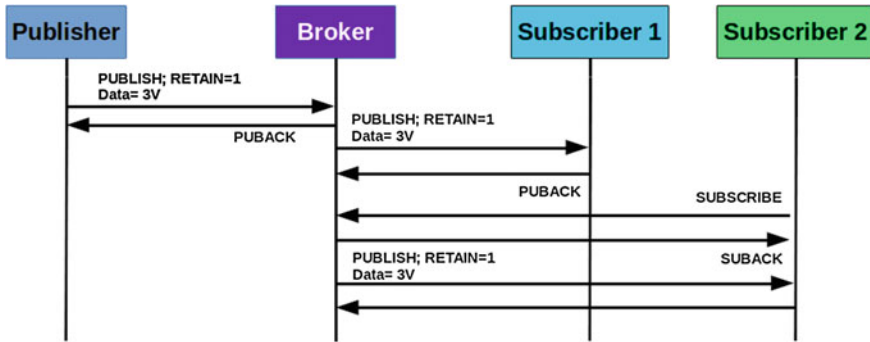 Publisher
Broker
Subscriber 1
Subscriber 2
PUBLISH; RETAIN=1
Data= 3V
PUBACK
PUBLISH; RETAIN=1
Data= 3V
PUBACK
SUBSCRIBE
PUBLISH; RETAIN=1
Data= 3V
SUBACK